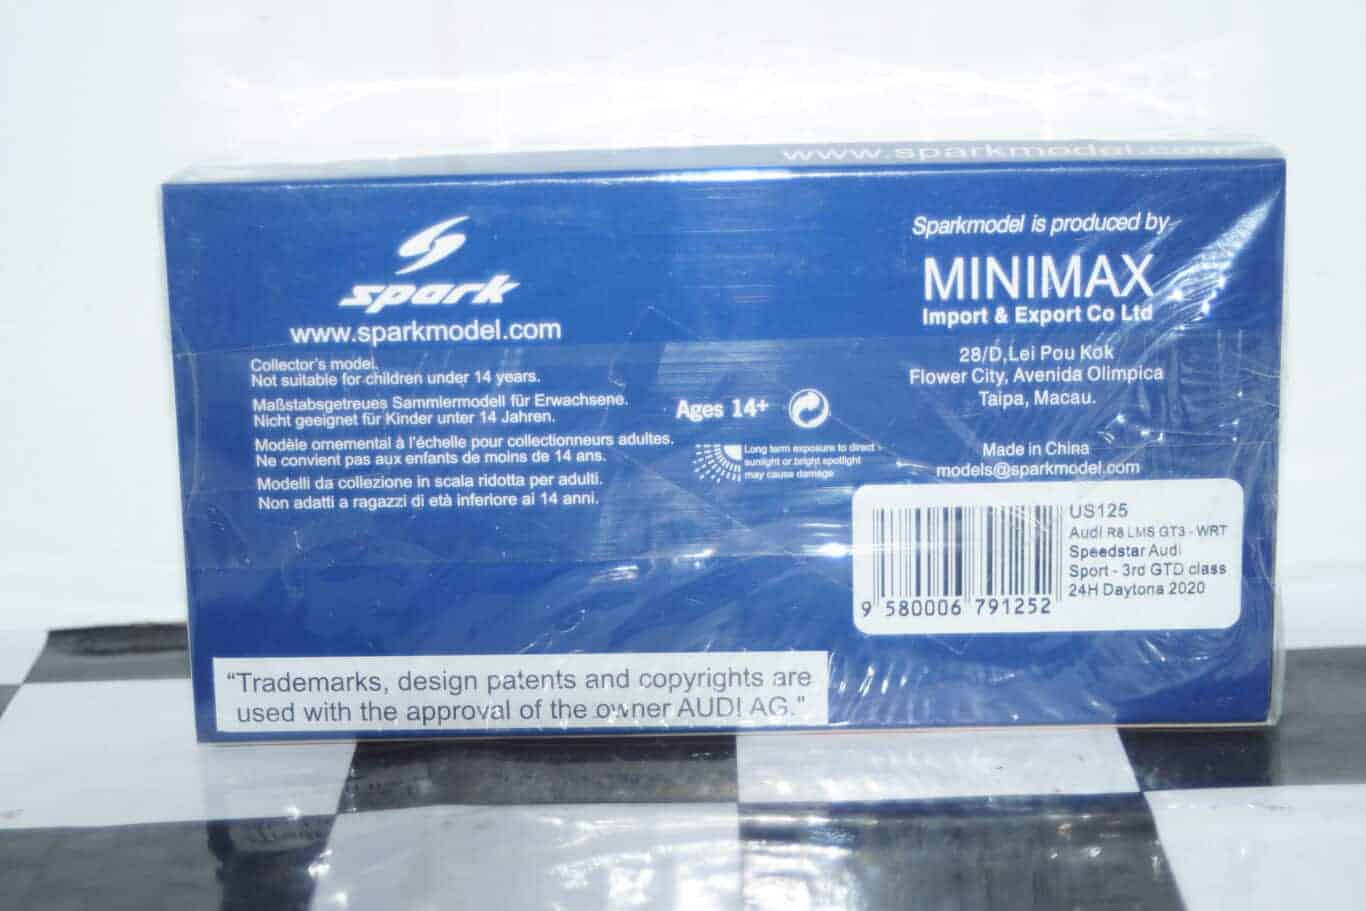 www.sparkmodel.com
spark
www.sparkmodel.com
Collector's model.
Not suitable for children under 14 years.
Maßstabsgetreues Sammlermodell für Erwachsene.
Nicht geeignet für Kinder unter 14 Jahren.
Modèle ornemental à l'échelle pour collectionneurs adultes.
Ne convient pas aux enfants de moins de 14 ans.
Modelli da collezione in scala ridotta per adulti.
Non adatti a ragazzi di età inferiore ai 14 anni.
Ages 14+
Long term exposure to direct
sunlight or bright spotlight
may cause damage
Sparkmodel is produced by
MINIMAX
Import & Export Co Ltd
28/D,Lei Pou Kok
Flower City, Avenida Olimpica
Taipa, Macau.
Made in China
models@sparkmodel.com
US125
Audi R8 LMS GT3 - WRT
Speedstar Audi
Sport - 3rd GTD class
24H Daytona 2020
9 580006 791252
"Trademarks, design patents and copyrights are
used with the approval of the owner AUDI AG."